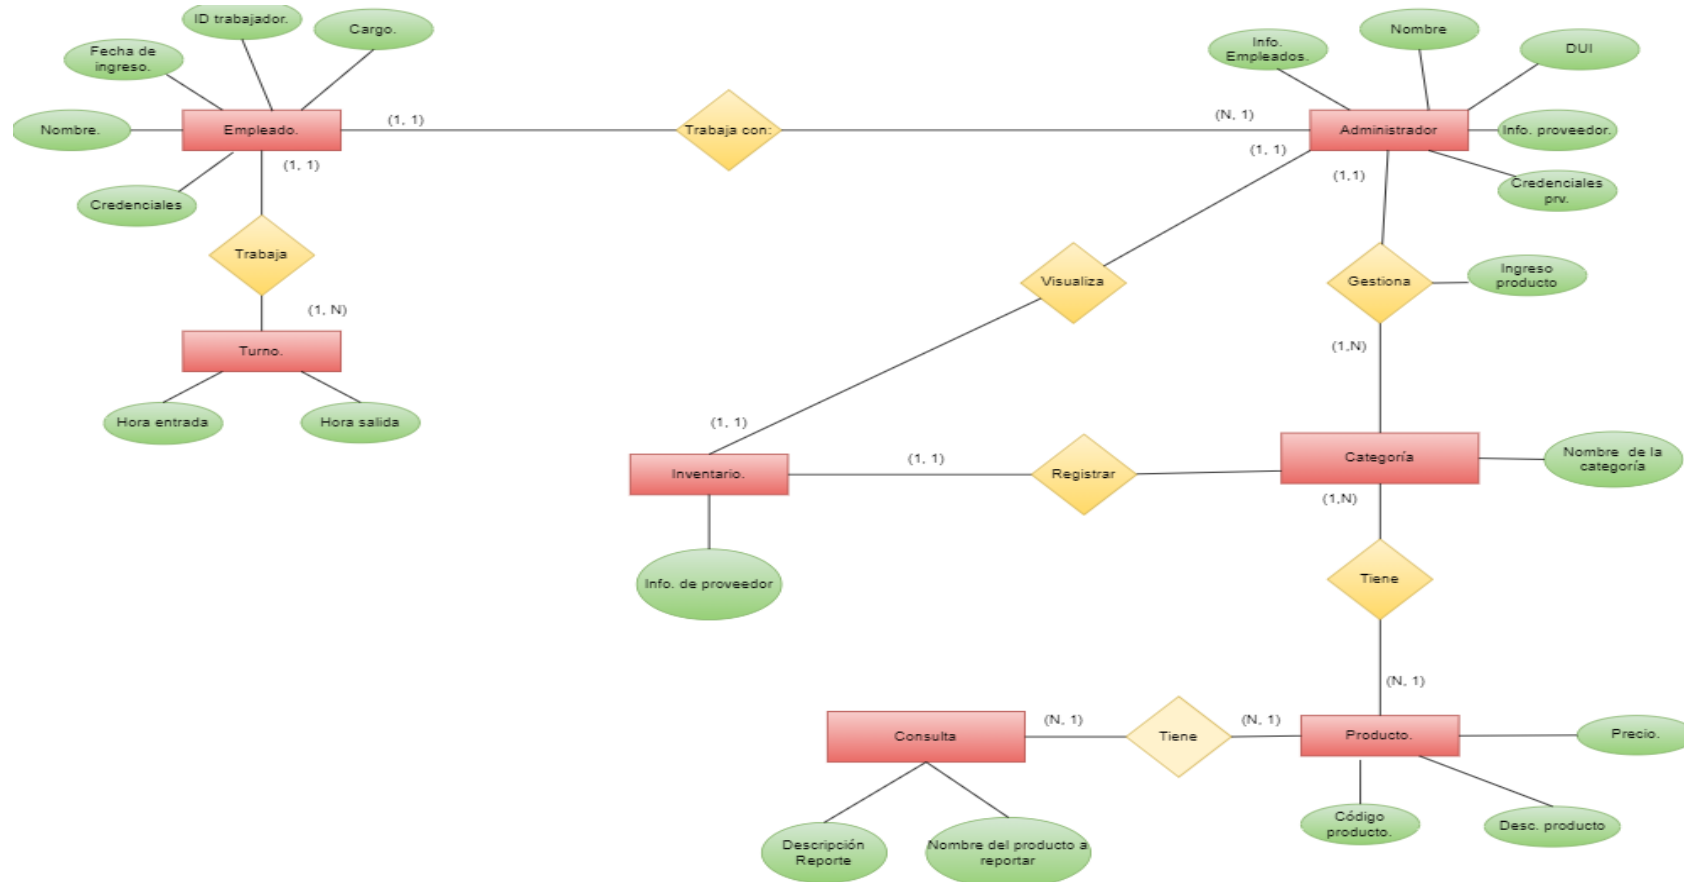 ID trabajador.
Cargo.
Fecha de
ingreso.
Nombre.
Empleado.
(1, 1)
Trabaja con:
(N, 1)
Info.
Empleados.
Nombre
DUI
Administrador
Info. proveedor.
(1, 1)
(1, 1)
(1,1)
Credenciales
prv.
Credenciales
Trabaja
Visualiza
Gestiona
Ingreso
producto
(1, N)
Turno.
(1,N)
Hora entrada
Hora salida
(1, 1)
(1, 1)
Inventario.
Registrar
Categoría
Nombre  de la
categoría
(1,N)
Info. de proveedor
Tiene
(N, 1)
Consulta
(N, 1)
Tiene
(N, 1)
Producto.
Precio.
Código
producto.
Desc. producto
Descripción
Reporte
Nombre del producto a
reportar